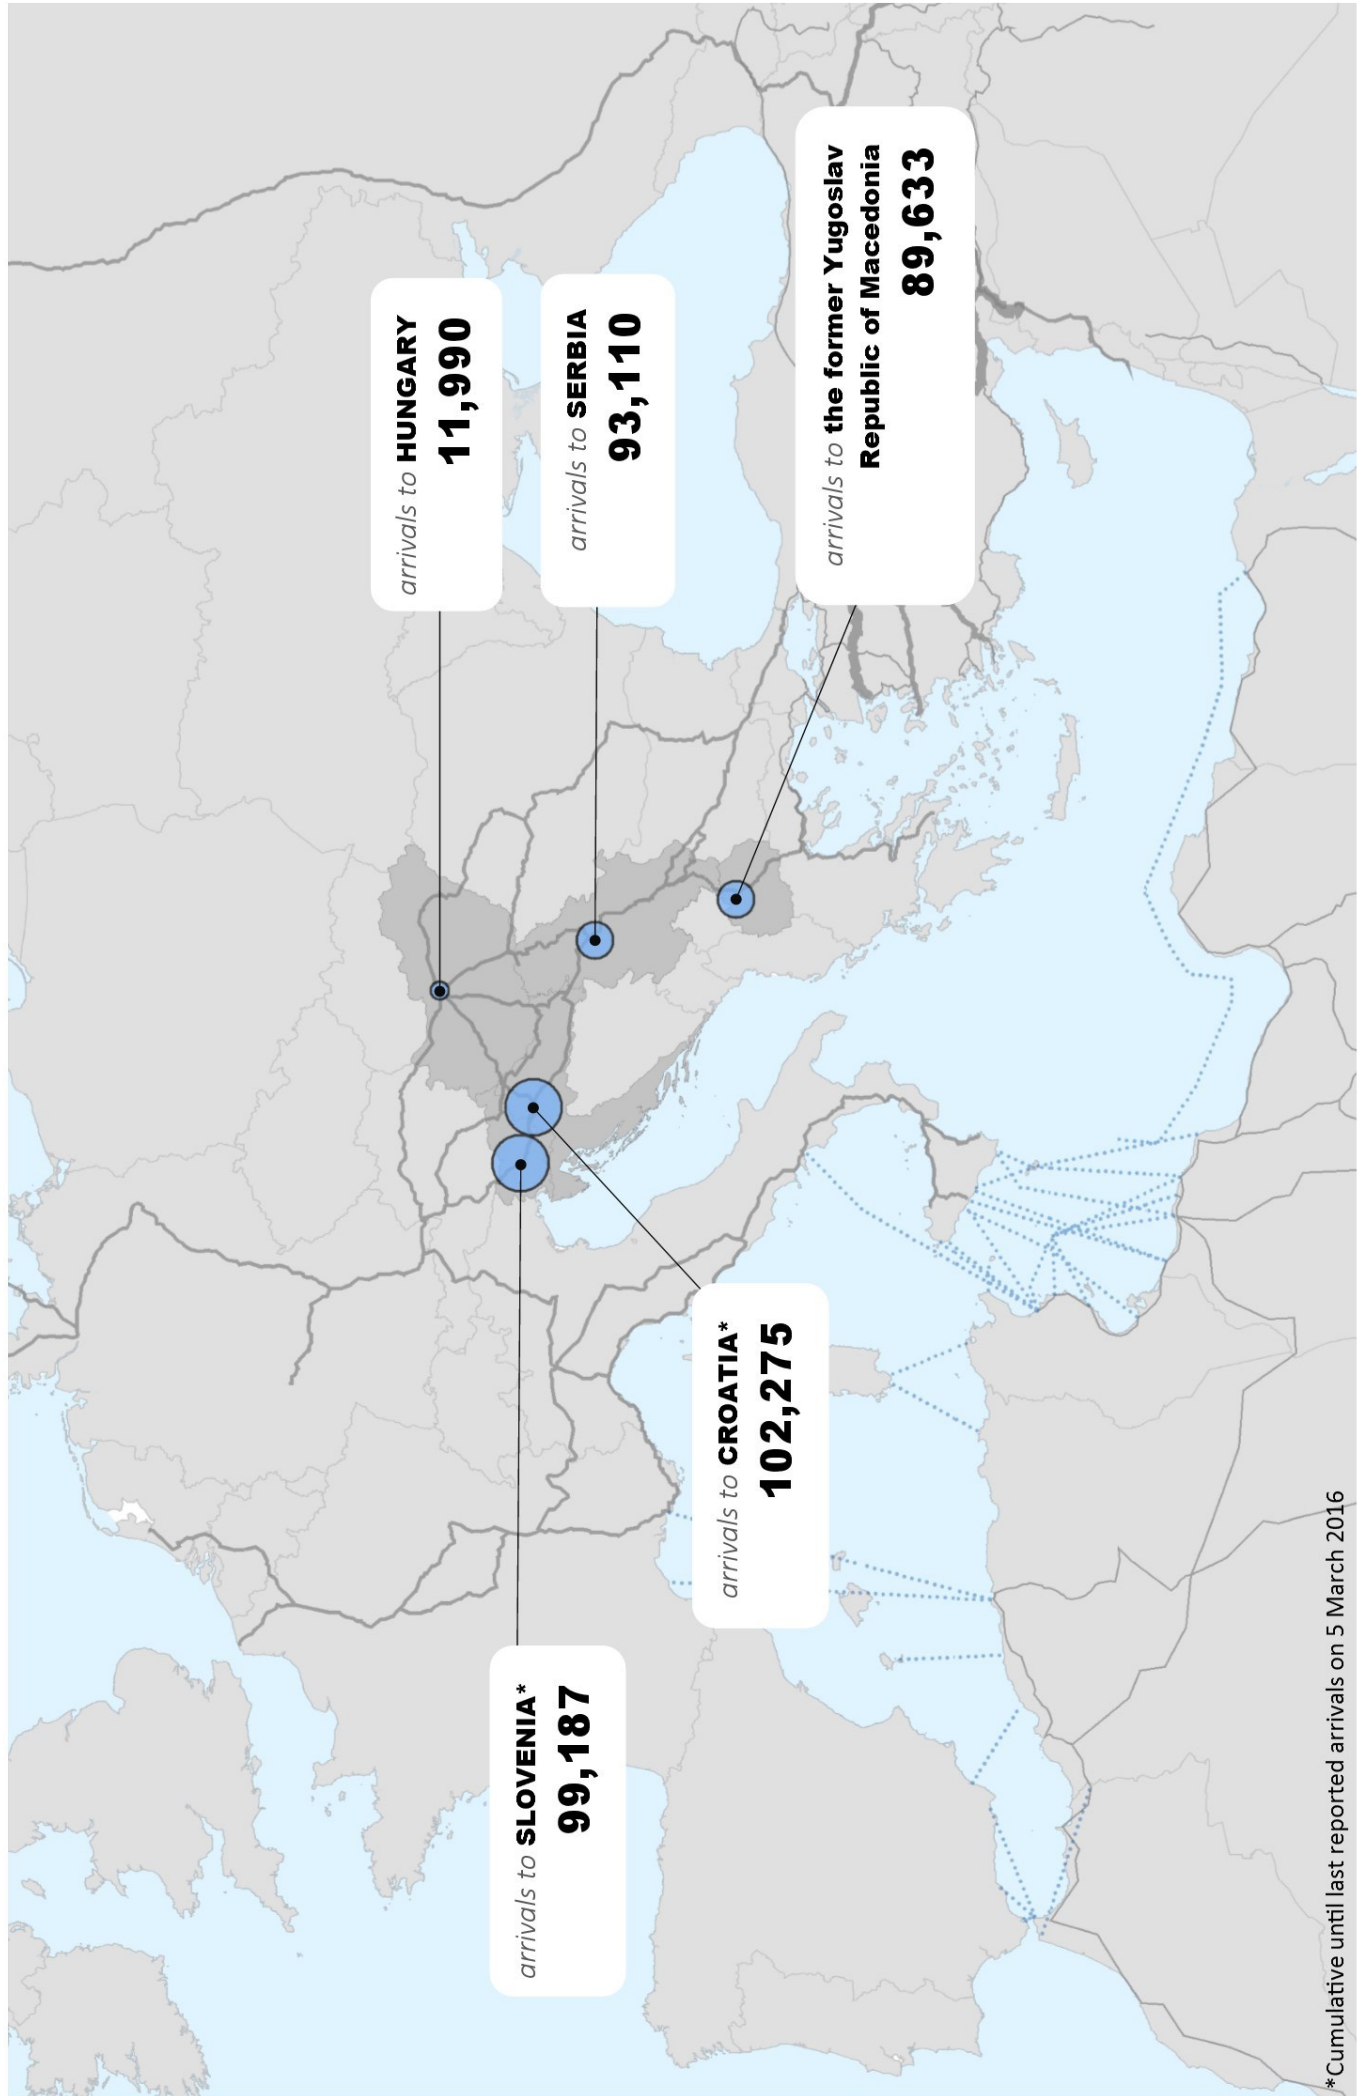 arrivals to HUNGARY
11,990
arrivals to SERBIA
93,110
arrivals to the former Yugoslav
Republic of Macedonia
89,633
arrivals to SLOVENIA*
99,187
arrivals to CROATIA*
102,275
*Cumulative until last reported arrivals on 5 March 2016